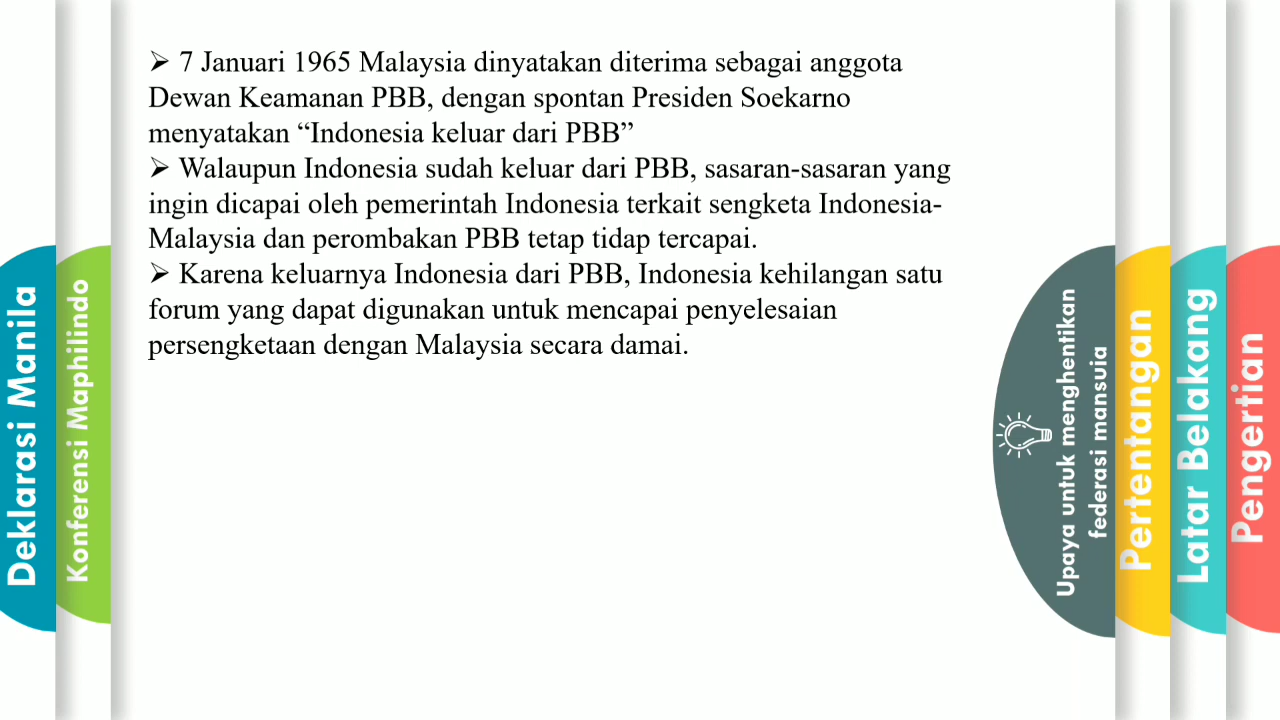 ➢ 7 Januari 1965 Malaysia dinyatakan diterima sebagai anggota
Dewan Keamanan PBB, dengan spontan Presiden Soekarno
menyatakan “Indonesia keluar dari PBB”
➢ Walaupun Indonesia sudah keluar dari PBB, sasaran-sasaran yang
ingin dicapai oleh pemerintah Indonesia terkait sengketa Indonesia-
Malaysia dan perombakan PBB tetap tidap tercapai.
➢ Karena keluarnya Indonesia dari PBB, Indonesia kehilangan satu
forum yang dapat digunakan untuk mencapai penyelesaian
persengketaan dengan Malaysia secara damai.
Deklarasi Manila
Konferensi Maphilindo
Upaya untuk menghentikan
federasi mansuia
Pertentangan
Latar Belakang
Pengertian